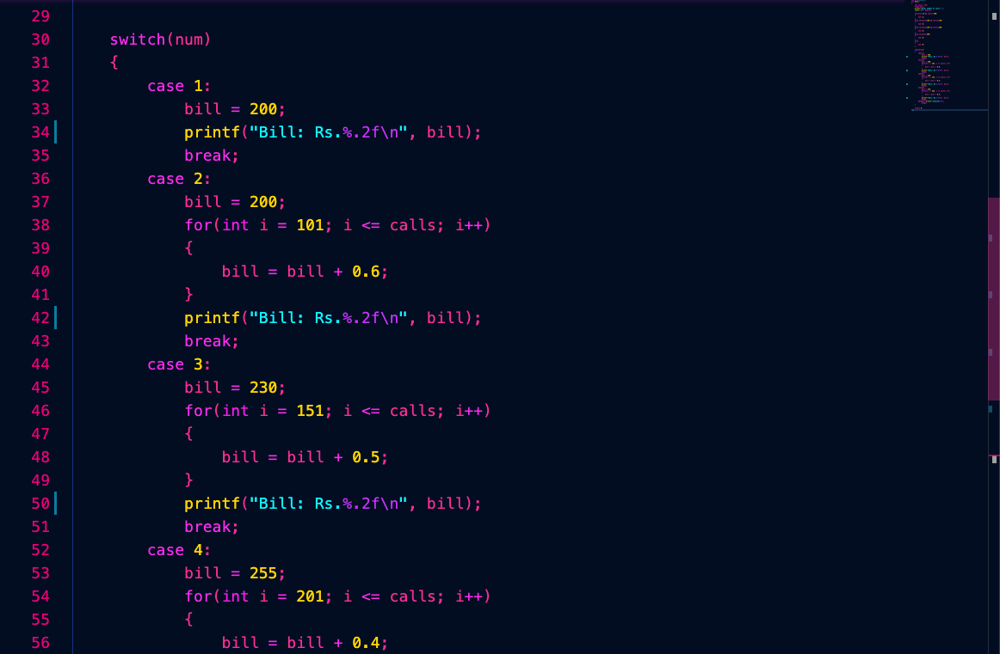 29
30 switch(num)
31 {
32 case 1:
33 bill = 200;
34 printf("Bill: Rs.%.2f\n", bill);
35 break;
36 case 2:
37 bill = 200;
38 for(int i = 101; i <= calls; i++)
39 {
40 bill = bill + 0.6;
41 }
42 printf("Bill: Rs.%.2f\n", bill);
43 break;
44 case 3:
45 bill = 230;
46 for(int i = 151; i <= calls; i++)
47 {
48 bill = bill + 0.5;
49 }
50 printf("Bill: Rs.%.2f\n", bill);
51 break;
52 case 4:
53 bill = 255;
54 for(int i = 201; i <= calls; i++)
55 {
56 bill = bill + 0.4;